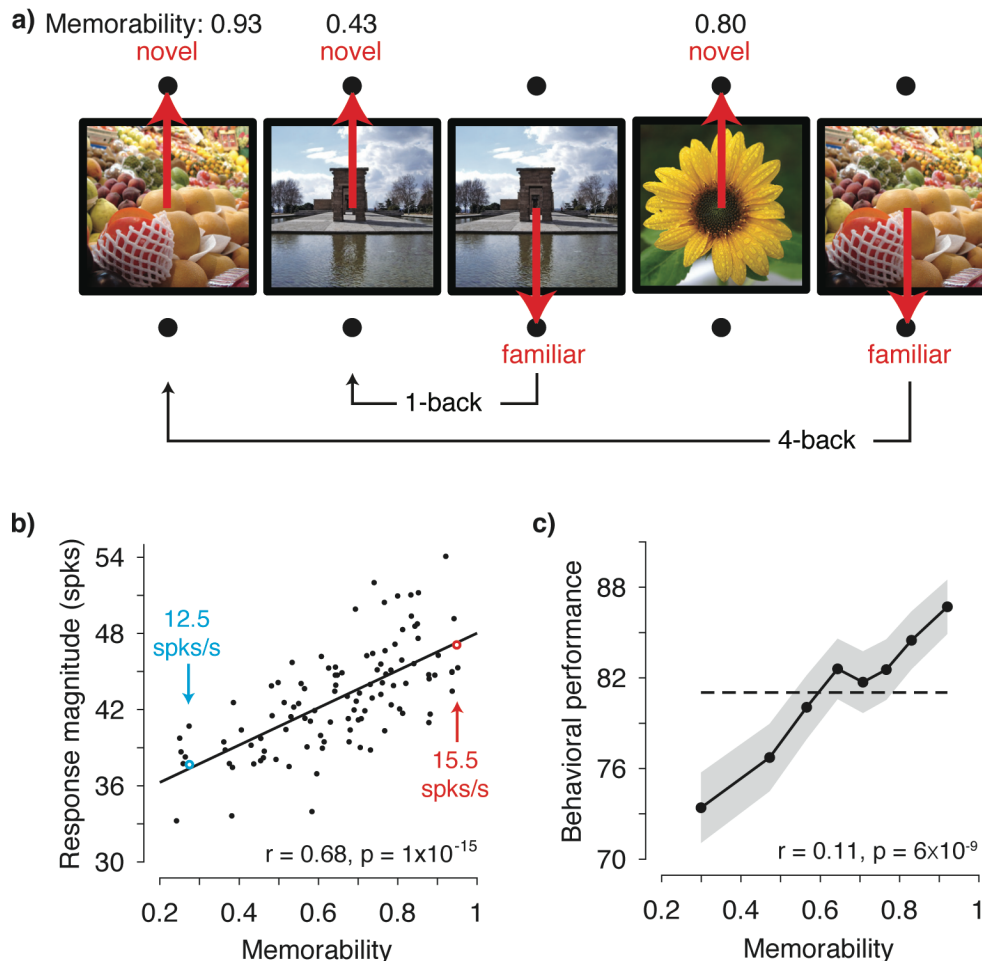 a) Memorability: 0.93 0.43 0.80
novel novel novel
familiar familiar
1-back
4-back
b)
Response magnitude (spks)
54
48
42
36
30
12.5
spks/s
15.5
spks/s
r = 0.68, p = 1x10-15
0.2 0.4 0.6 0.8 1
Memorability
c)
Behavioral performance
88
82
76
70
r = 0.11, p = 6×10-9
0.2 0.4 0.6 0.8 1
Memorability